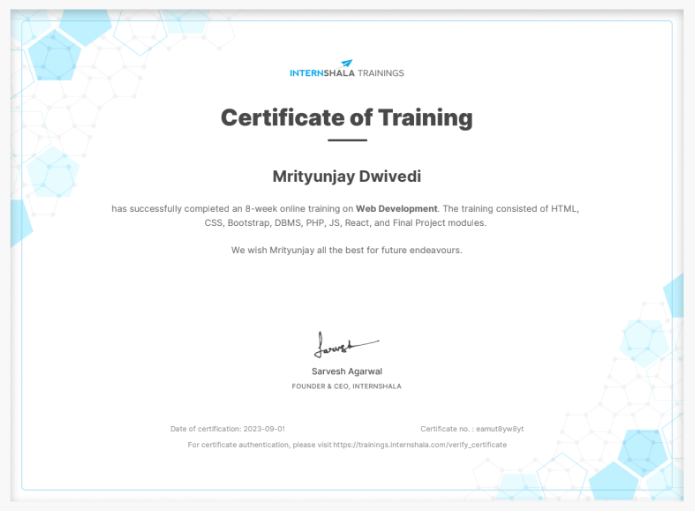 INTERNSHALA TRAININGS
Certificate of Training
Mrityunjay Dwivedi
has successfully completed an 8-week online training on Web Development. The training consisted of HTML,
CSS, Bootstrap, DBMS, PHP, JS, React, and Final Project modules.
We wish Mrityunjay all the best for future endeavours.
Sarvesh
Sarvesh Agarwal
FOUNDER & CEO, INTERNSHALA
Date of certification: 2023-09-01 Certificate no. : eamut8yw8yt
For certificate authentication, please visit https://trainings.internshala.com/verify_certificate